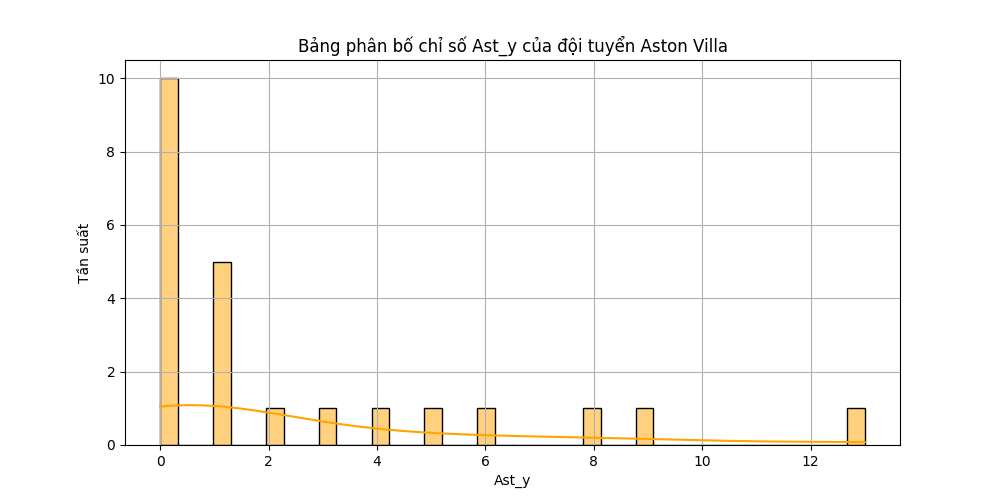 Bảng phân bố chỉ số Ast_y của đội tuyển Aston Villa
10
8
6
4
2
0
Tần suất
0 2 4 6 8 10 12
Ast_y